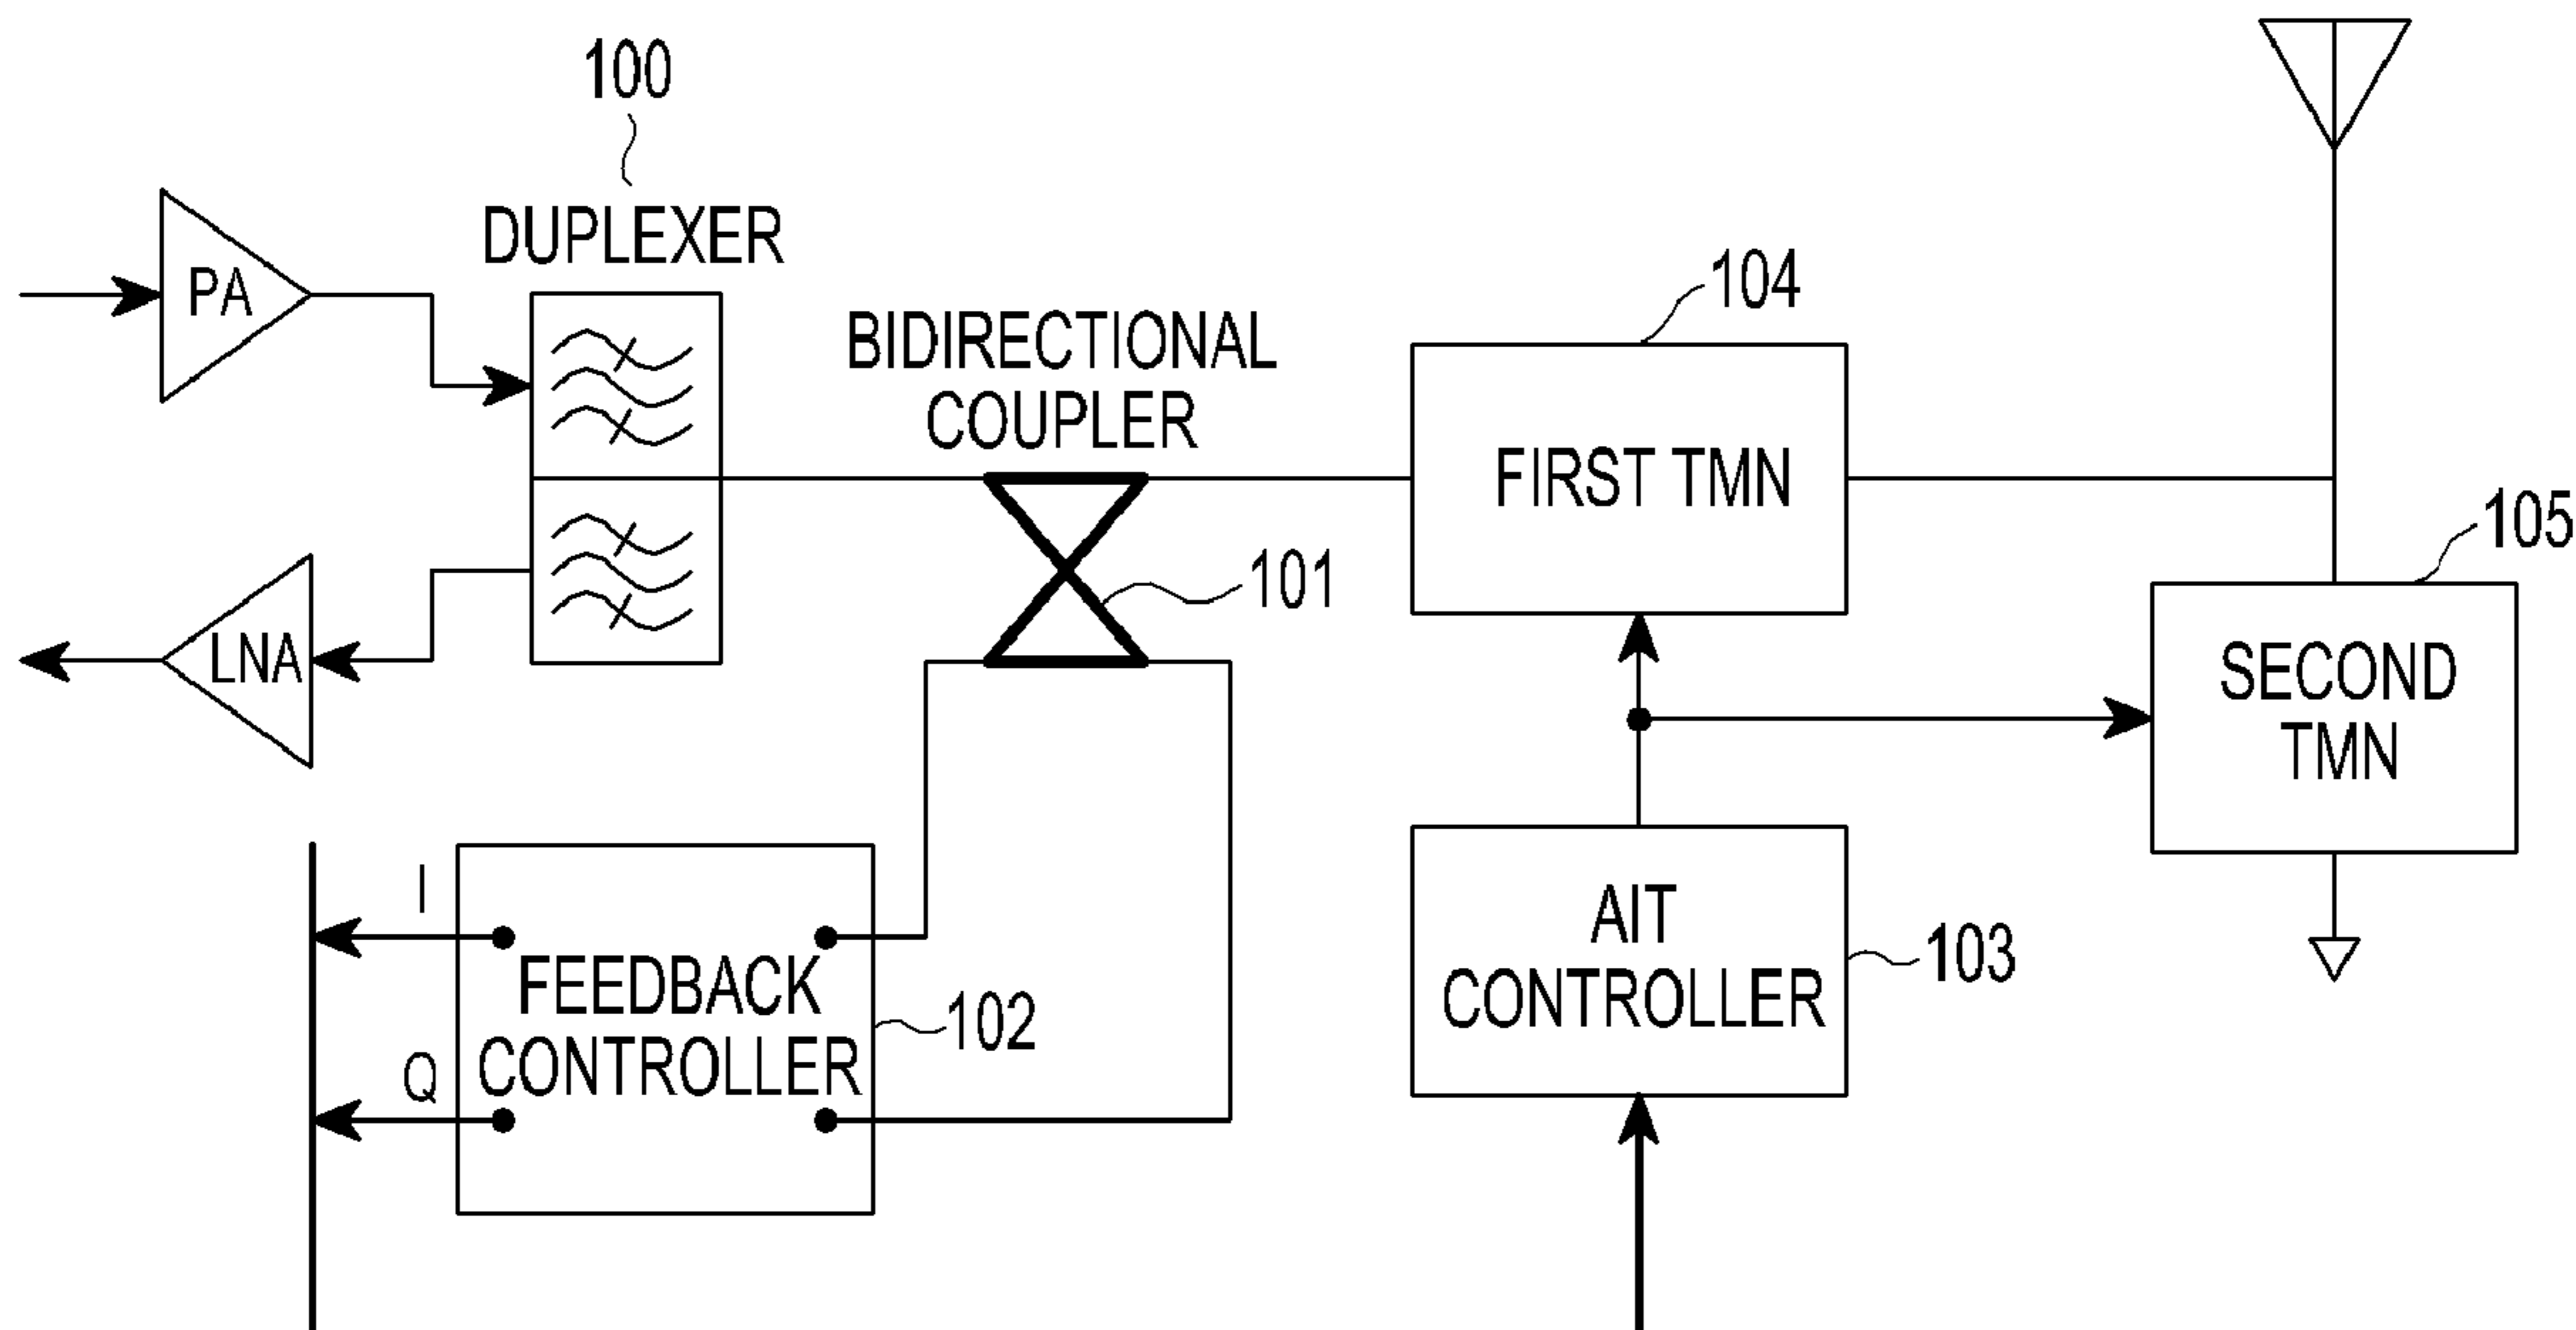 100
DUPLEXER
PA
BIDIRECTIONAL
COUPLER
104
FIRST TMN
101
105
LNA
SECOND
TMN
I
FEEDBACK
CONTROLLER
Q
102
AIT
CONTROLLER
103